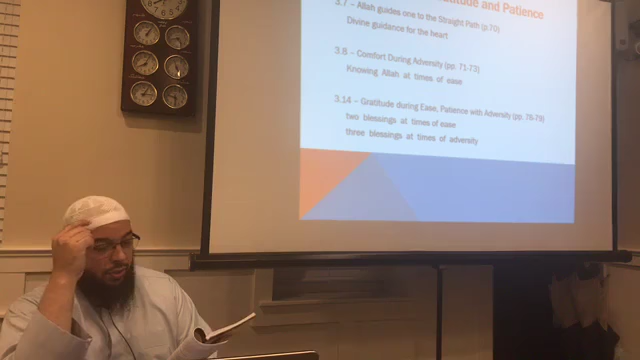 and Patience
3.7 – Allah guides one to the Straight Path (p 70)
Divine guidance for the heart
3.8 – Comfort During Adversity (pp. 71-73)
Knowing Allah at times of ease
3.14 – Gratitude during Ease, Patience with Adversity (pp. 78-79)
two blessings at times of ease
three blessings at times of adversity